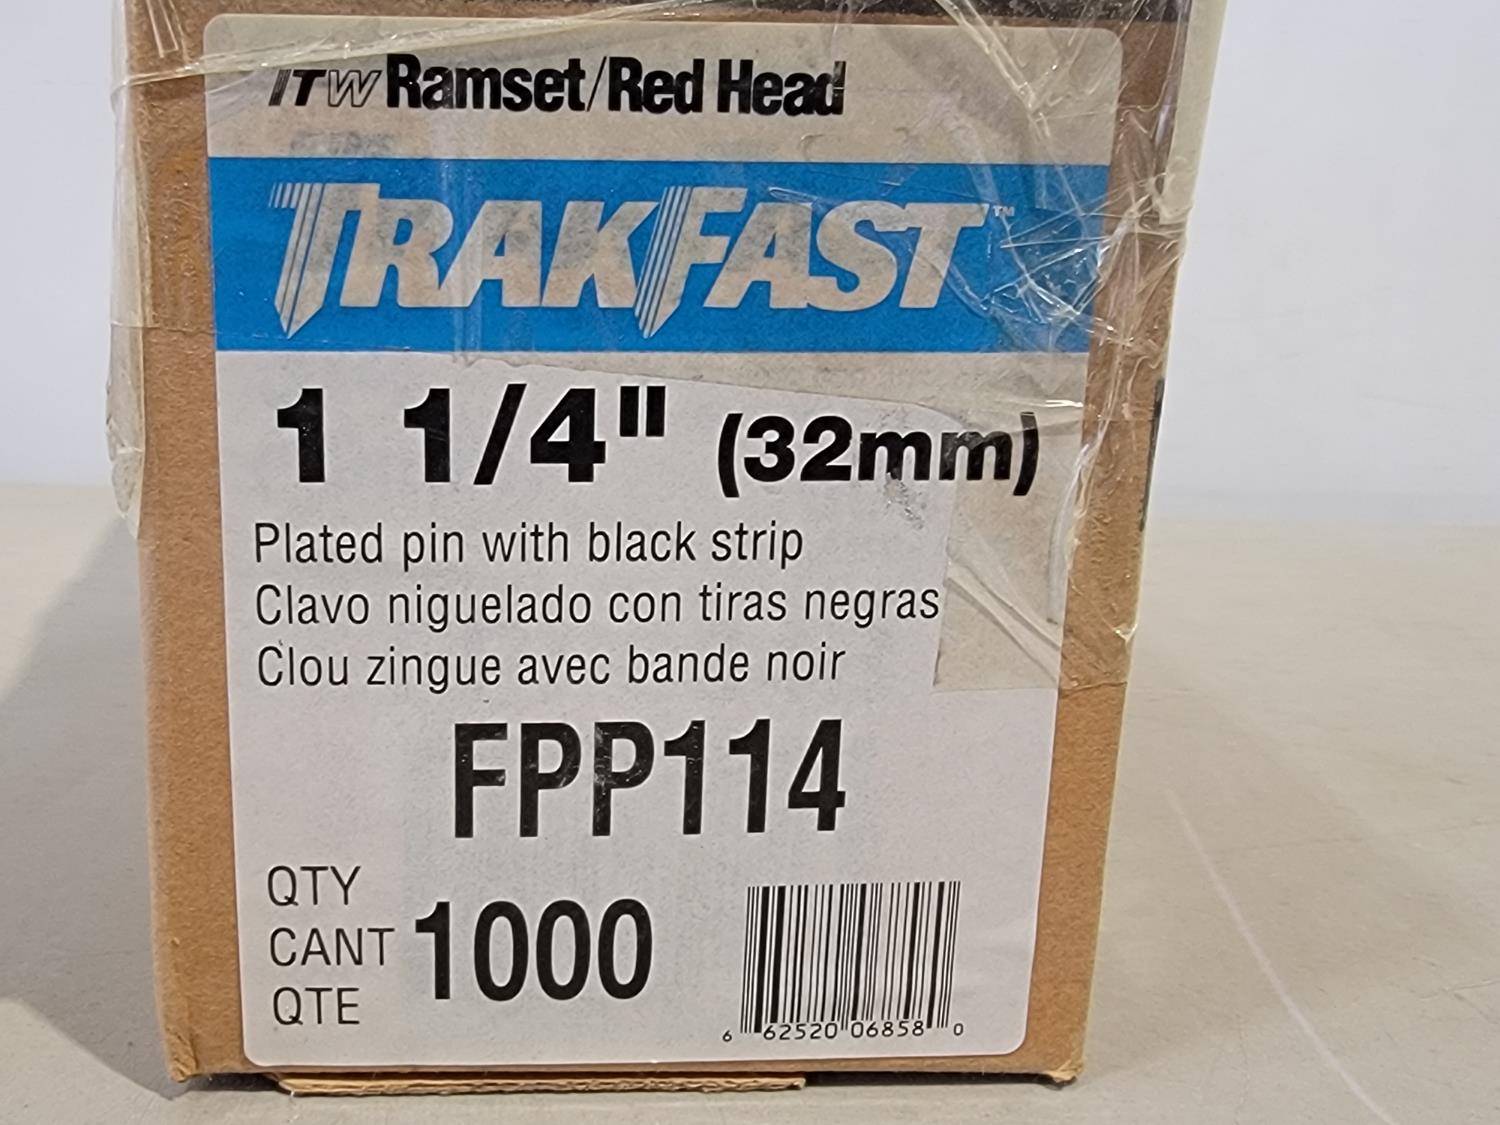 ITW Ramset/Red Head
TRAKFAST™
1 1/4" (32mm)
Plated pin with black strip
Clavo niguelado con tiras negras
Clou zingue avec bande noir
FPP114
QTY
CANT 1000
QTE
6 62520 06858 0